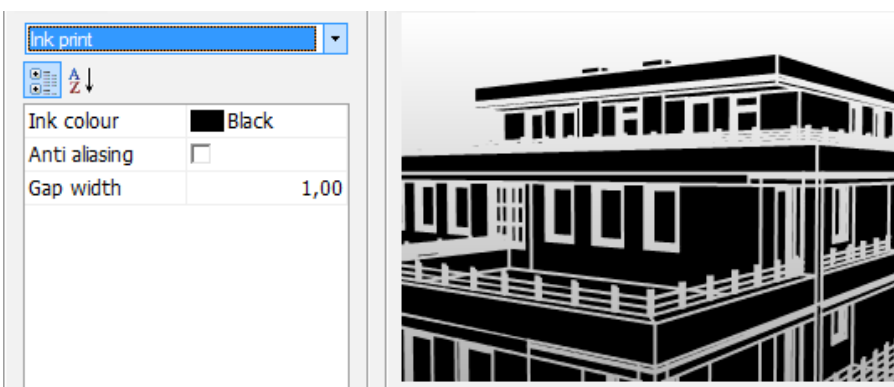 Ink print
A
Z
Ink colour Black
Anti aliasing
Gap width 1,00